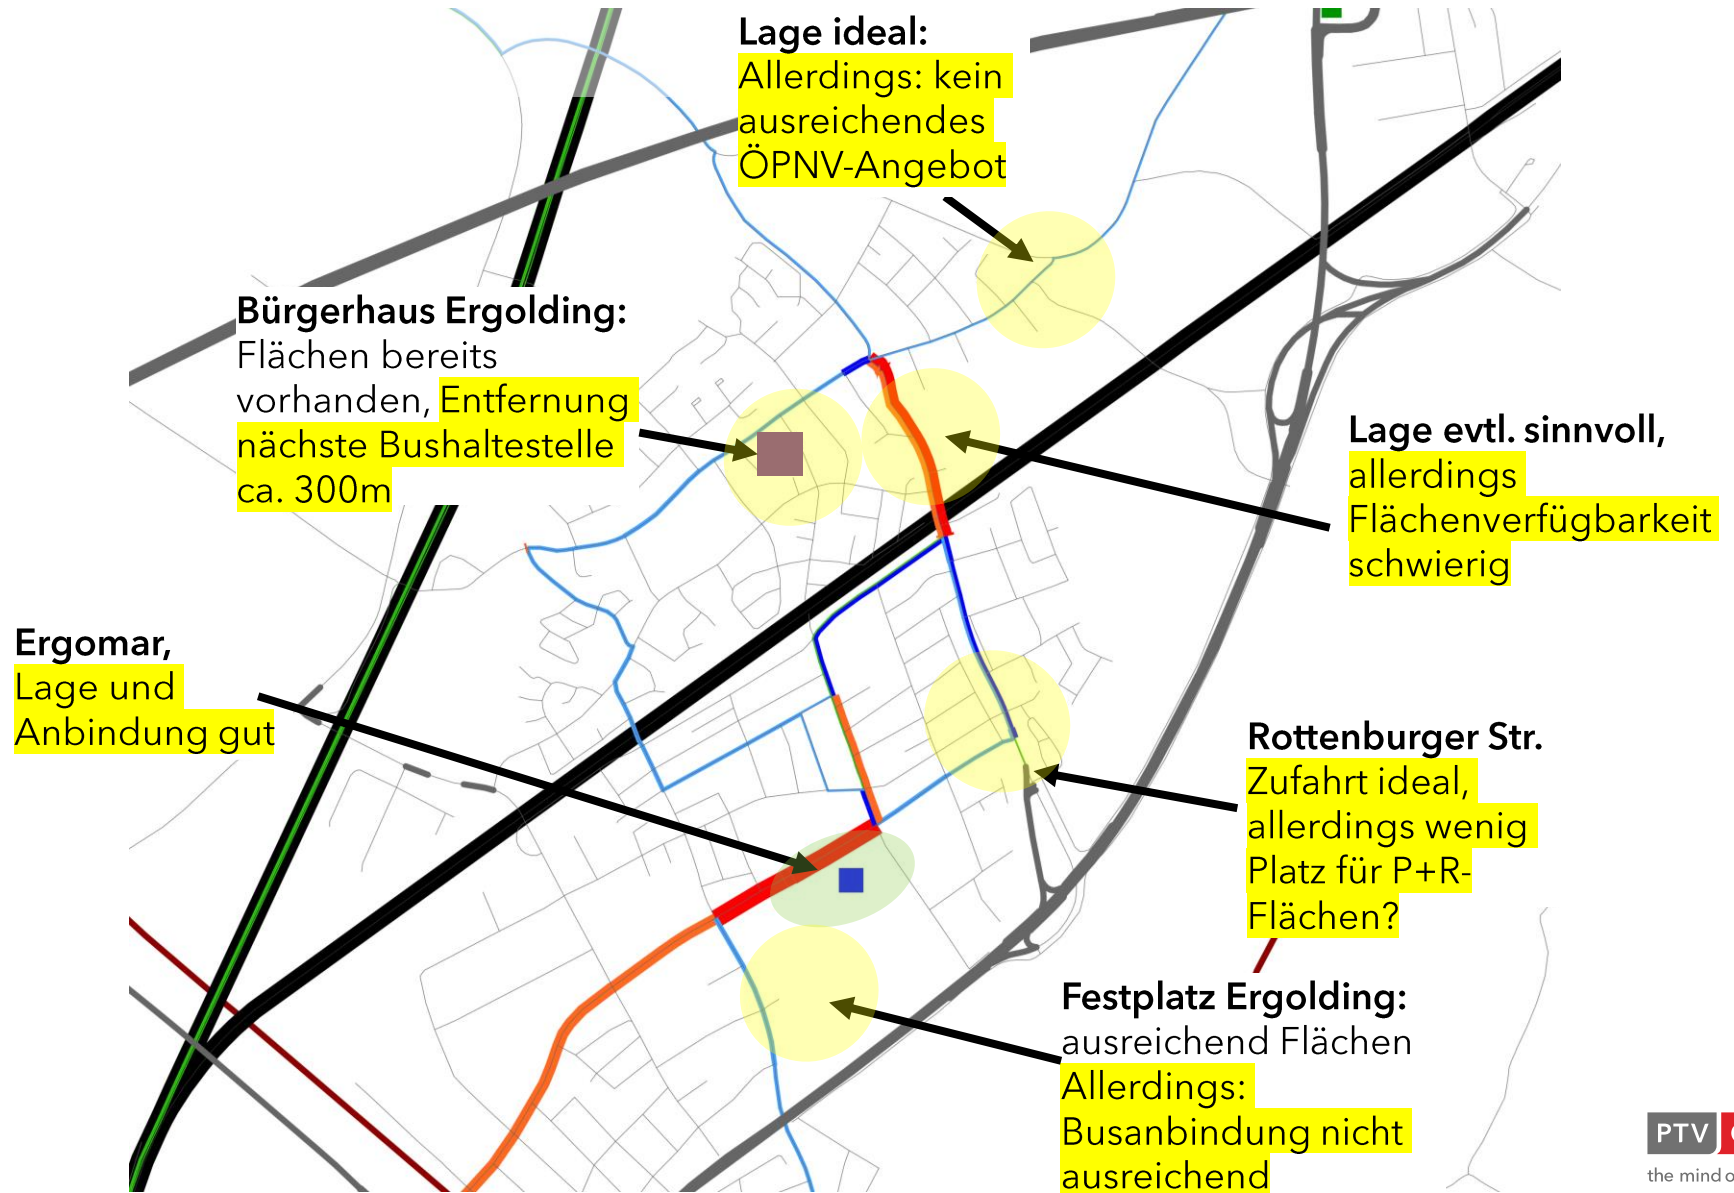 Lage ideal:
Allerdings: kein
ausreichendes
ÖPNV-Angebot
Bürgerhaus Ergolding:
Flächen bereits
vorhanden, Entfernung
nächste Bushaltestelle
ca. 300m
Lage evtl. sinnvoll,
allerdings
Flächenverfügbarkeit
schwierig
Ergomar,
Lage und
Anbindung gut
Rottenburger Str.
Zufahrt ideal,
allerdings wenig
Platz für P+R-
Flächen?
Festplatz Ergolding:
ausreichend Flächen
Allerdings:
Busanbindung nicht
ausreichend
PTV
the mind o